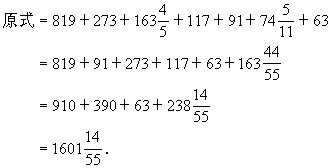 原式 = 819+273+163 4/5 +117+91+74 5/11 +63
= 819+91+273+117+63+163 44/55
= 910+390+63+238 14/55
= 1601 14/55 .